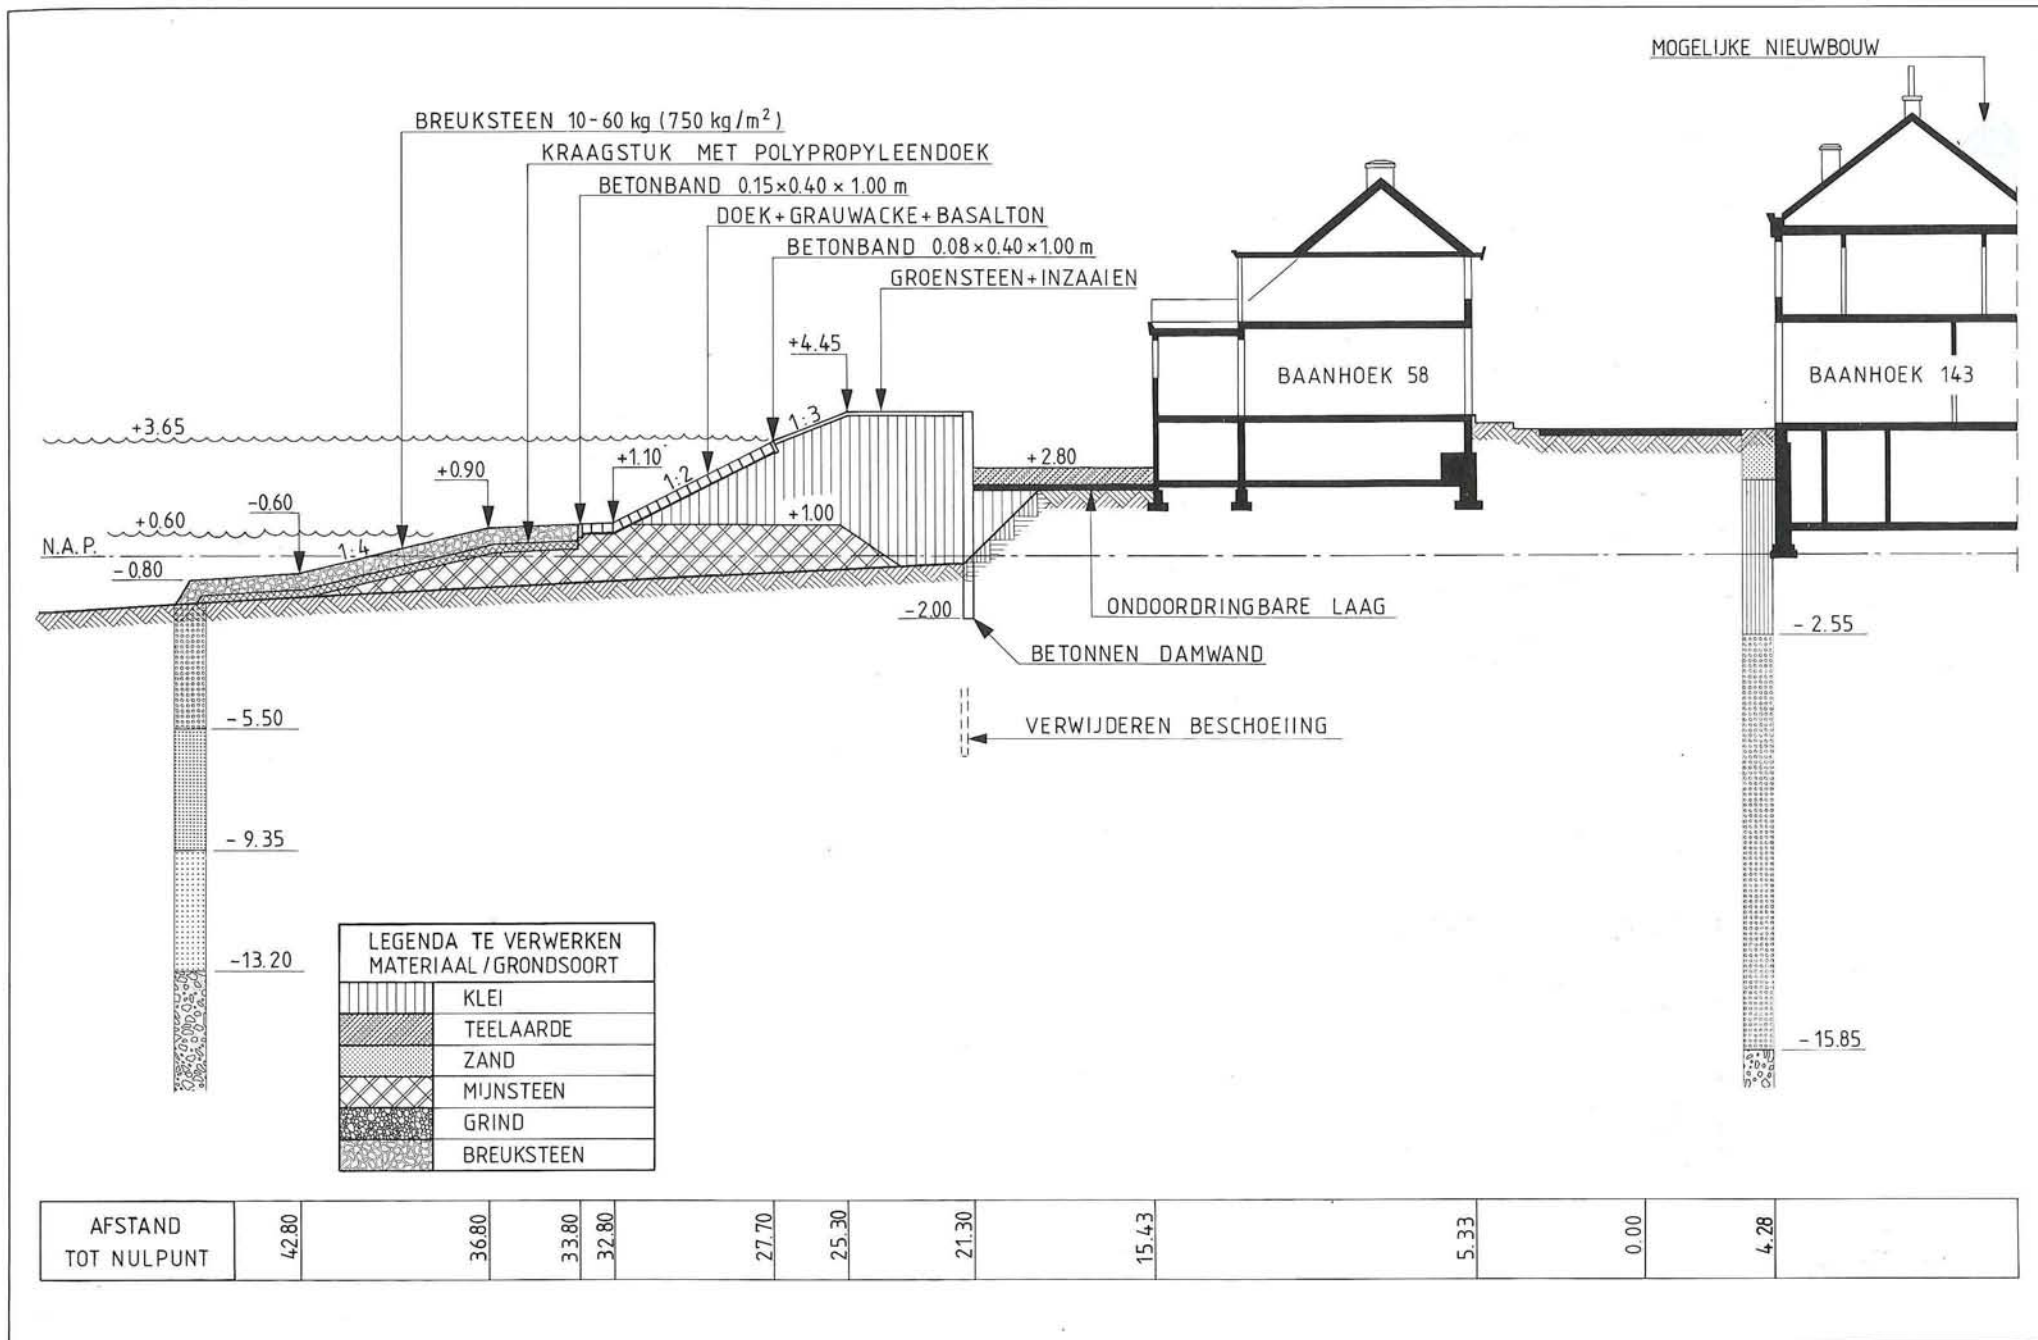 MOGELIJKE NIEUWBOUW
BREUKSTEEN 10-60 kg (750 kg/m²)
KRAAGSTUK MET POLYPROPYLEENDOEK
BETONBAND 0.15×0.40×1.00 m
DOEK+GRAUWACKE+BASALTON
BETONBAND 0.08×0.40×1.00 m
GROENSTEEN+INZAAIEN
+4.45
BAANHOEK 58
BAANHOEK 143
1:3
+3.65
+0.90
+1.10
1:2
+2.80
-0.60
+0.60
+1.00
N.A.P.
1:4
-0.80
-2.00
ONDOORDRINGBARE LAAG
-2.55
BETONNEN DAMWAND
-5.50
VERWIJDEREN BESCHOEIING
-9.35
-13.20
-15.85
LEGENDA TE VERWERKEN
MATERIAAL/GRONDSOORT
KLEI
TEELAARDE
ZAND
MIJNSTEEN
GRIND
BREUKSTEEN
AFSTAND
TOT NULPUNT
42.80
36.80
33.80
32.80
27.70
25.30
21.30
15.43
5.33
0.00
4.28